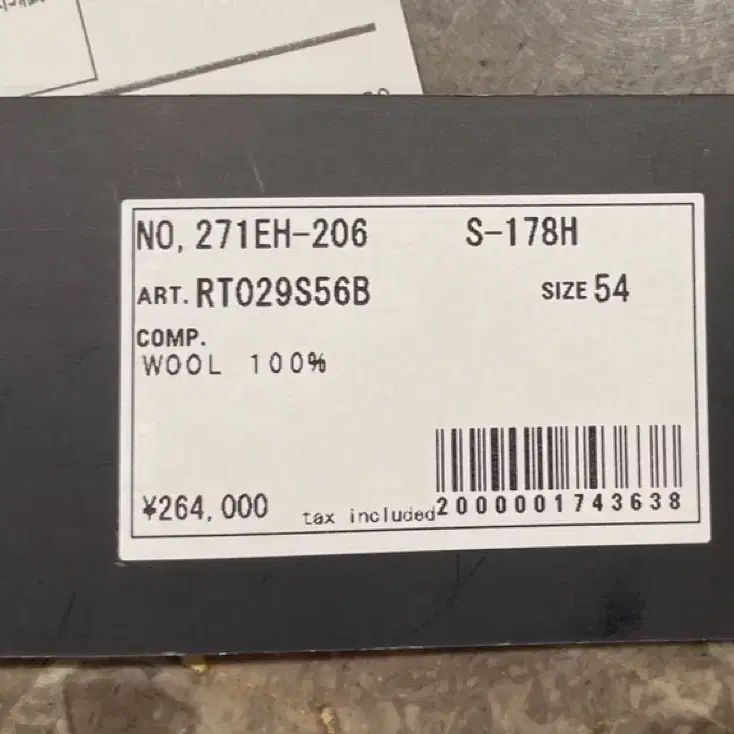 NO, 271EH-206 S-178H
ART. RT029S56B SIZE 54
COMP.
WOOL 100%
¥264,000 tax included 2000001743638